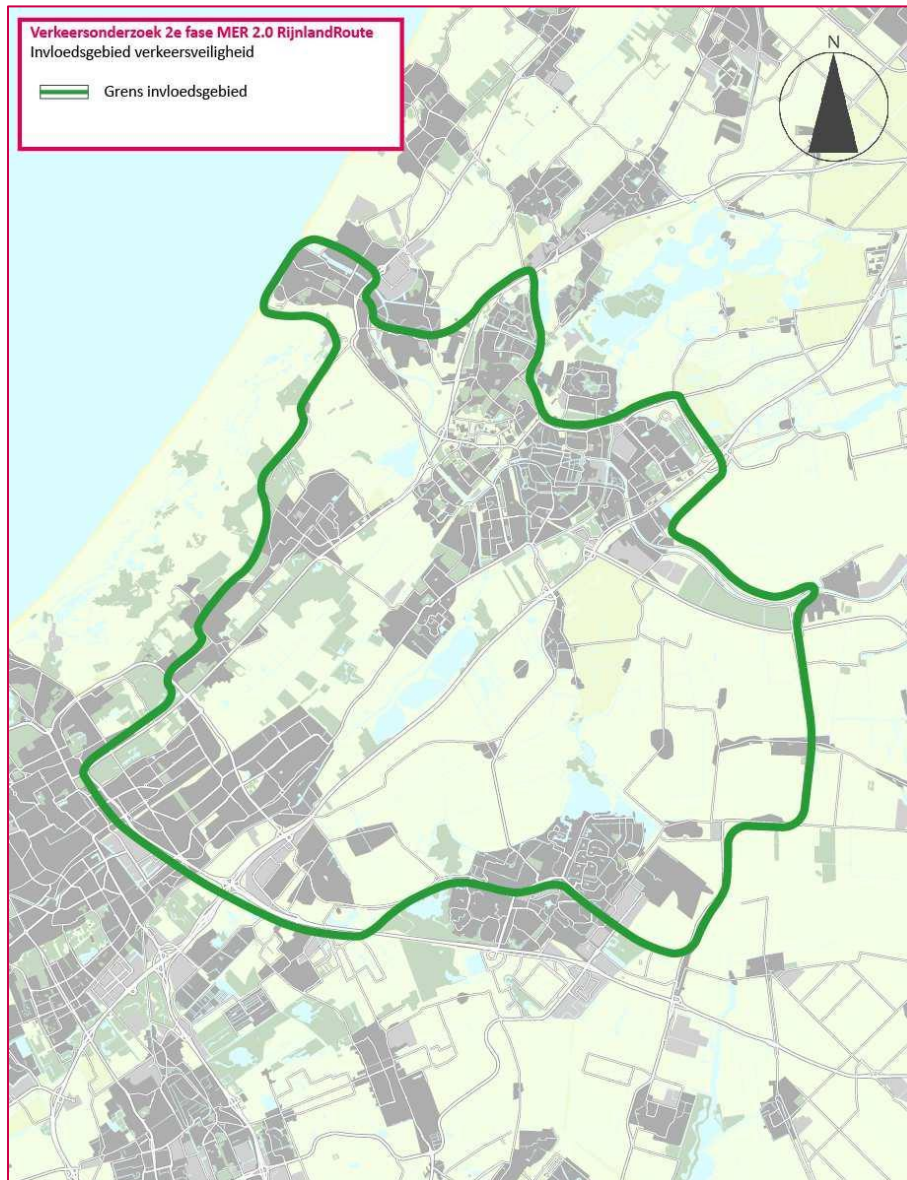 Verkeersonderzoek 2e fase MER 2.0 RijnlandRoute
Invloedsgebied verkeersveiligheid
Grens invloedsgebied
N